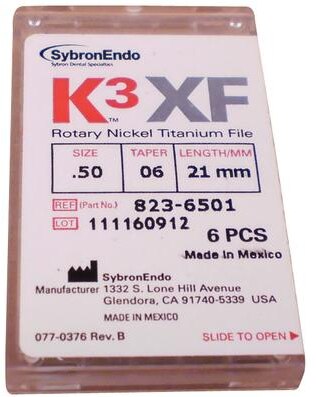 SybronEndo
Sybron Dental Specialties
K3XF
TM
Rotary Nickel Titanium File
SIZE TAPER LENGTH/MM
.50 06 21 mm
REF (Part No.) 823-6501
LOT 111160912
6 PCS
Made In Mexico
SybronEndo
Manufacturer 1332 S. Lone Hill Avenue
Glendora, CA 91740-5339 USA
MADE IN MEXICO
077-0376 Rev. B SLIDE TO OPEN